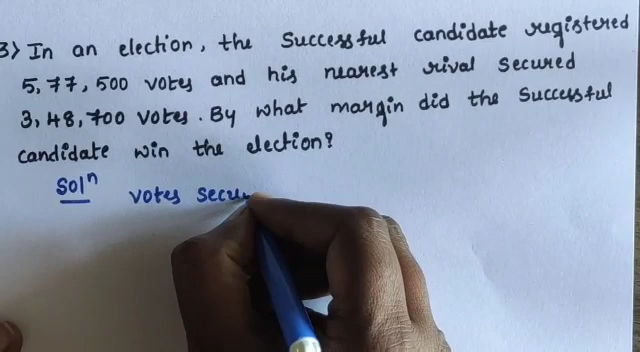 3) In an election, the Successful candidate registered
5,77,500 votes and his nearest rival secured
3,48,700 votes. By what margin did the Successful
candidate win the election?
Solⁿ votes secu